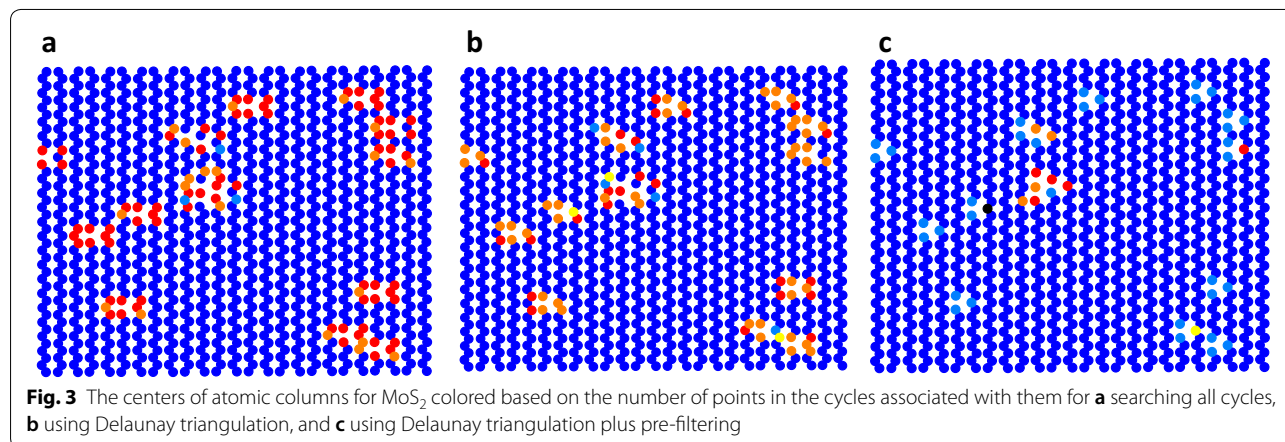 a
b
c
Fig. 3 The centers of atomic columns for MoS2 colored based on the number of points in the cycles associated with them for a searching all cycles,
b using Delaunay triangulation, and c using Delaunay triangulation plus pre-filtering